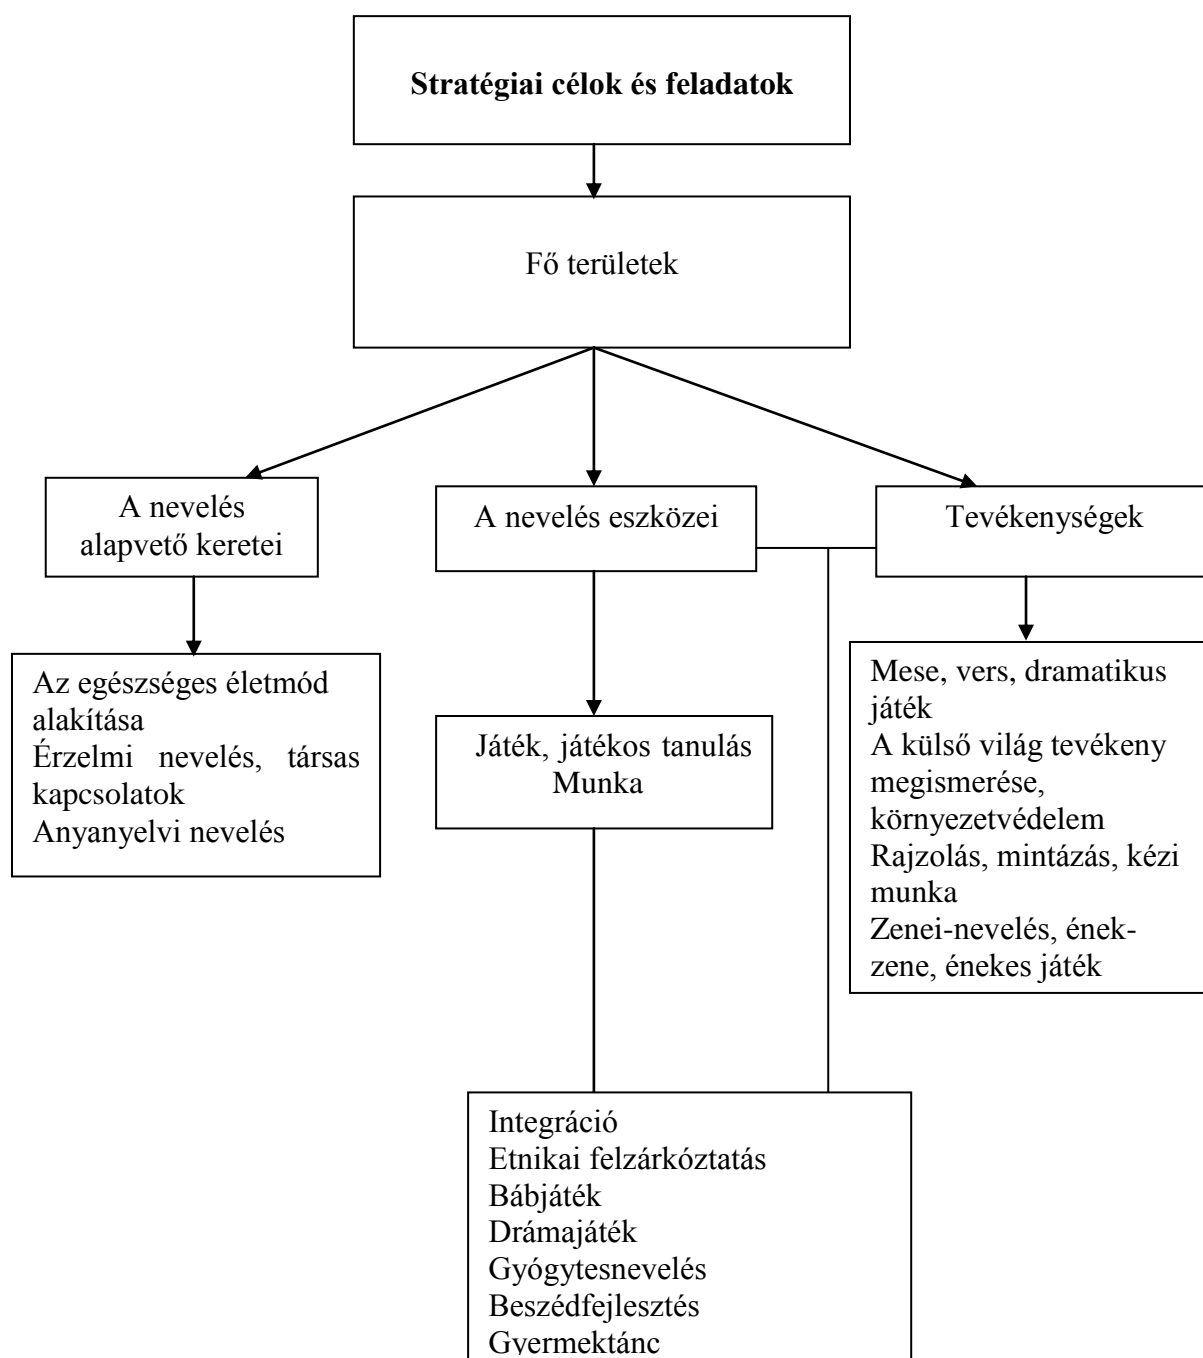 Stratégiai célok és feladatok
Fő területek
A nevelés
alapvető keretei
A nevelés eszközei
Tevékenységek
Az egészséges életmód
alakítása
Érzelmi nevelés, társas
kapcsolatok
Anyanyelvi nevelés
Játék, játékos tanulás
Munka
Mese, vers, dramatikus
játék
A külső világ tevékeny
megismerése,
környezetvédelem
Rajzolás, mintázás, kézi
munka
Zenei-nevelés, ének-
zene, énekes játék
Integráció
Etnikai felzárkóztatás
Bábjáték
Drámajáték
Gyógytesnevelés
Beszédfejlesztés
Gyermektánc